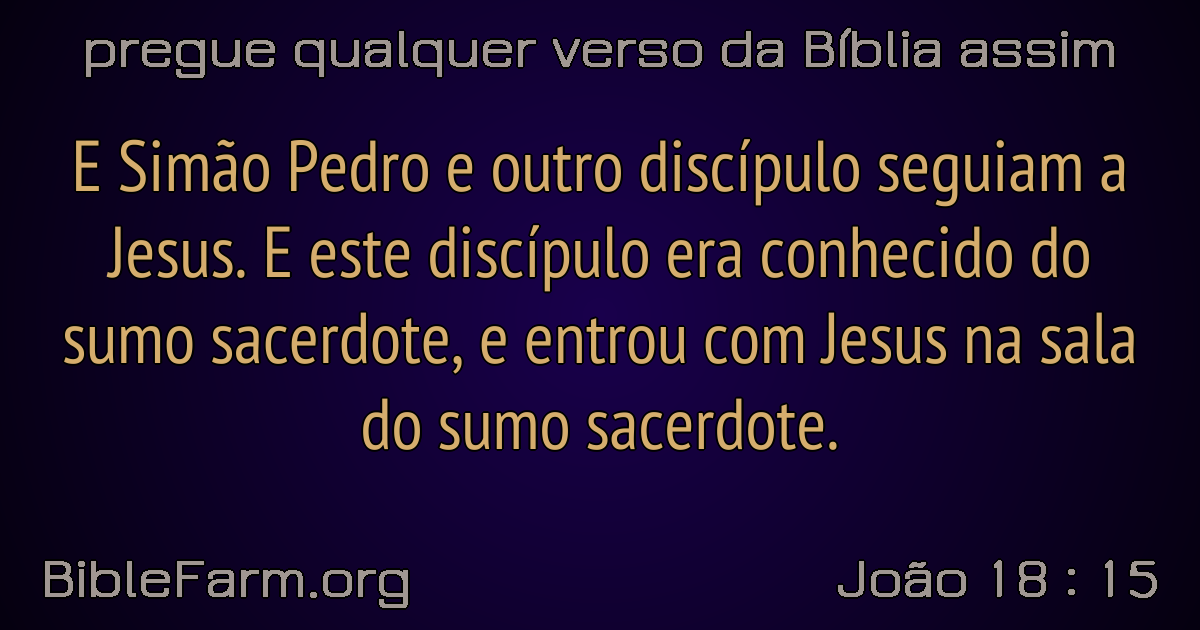 pregue qualquer verso da Bíblia assim
E Simão Pedro e outro discípulo seguiam a
Jesus. E este discípulo era conhecido do
sumo sacerdote, e entrou com Jesus na sala
do sumo sacerdote.
BibleFarm.org
João 18 : 15